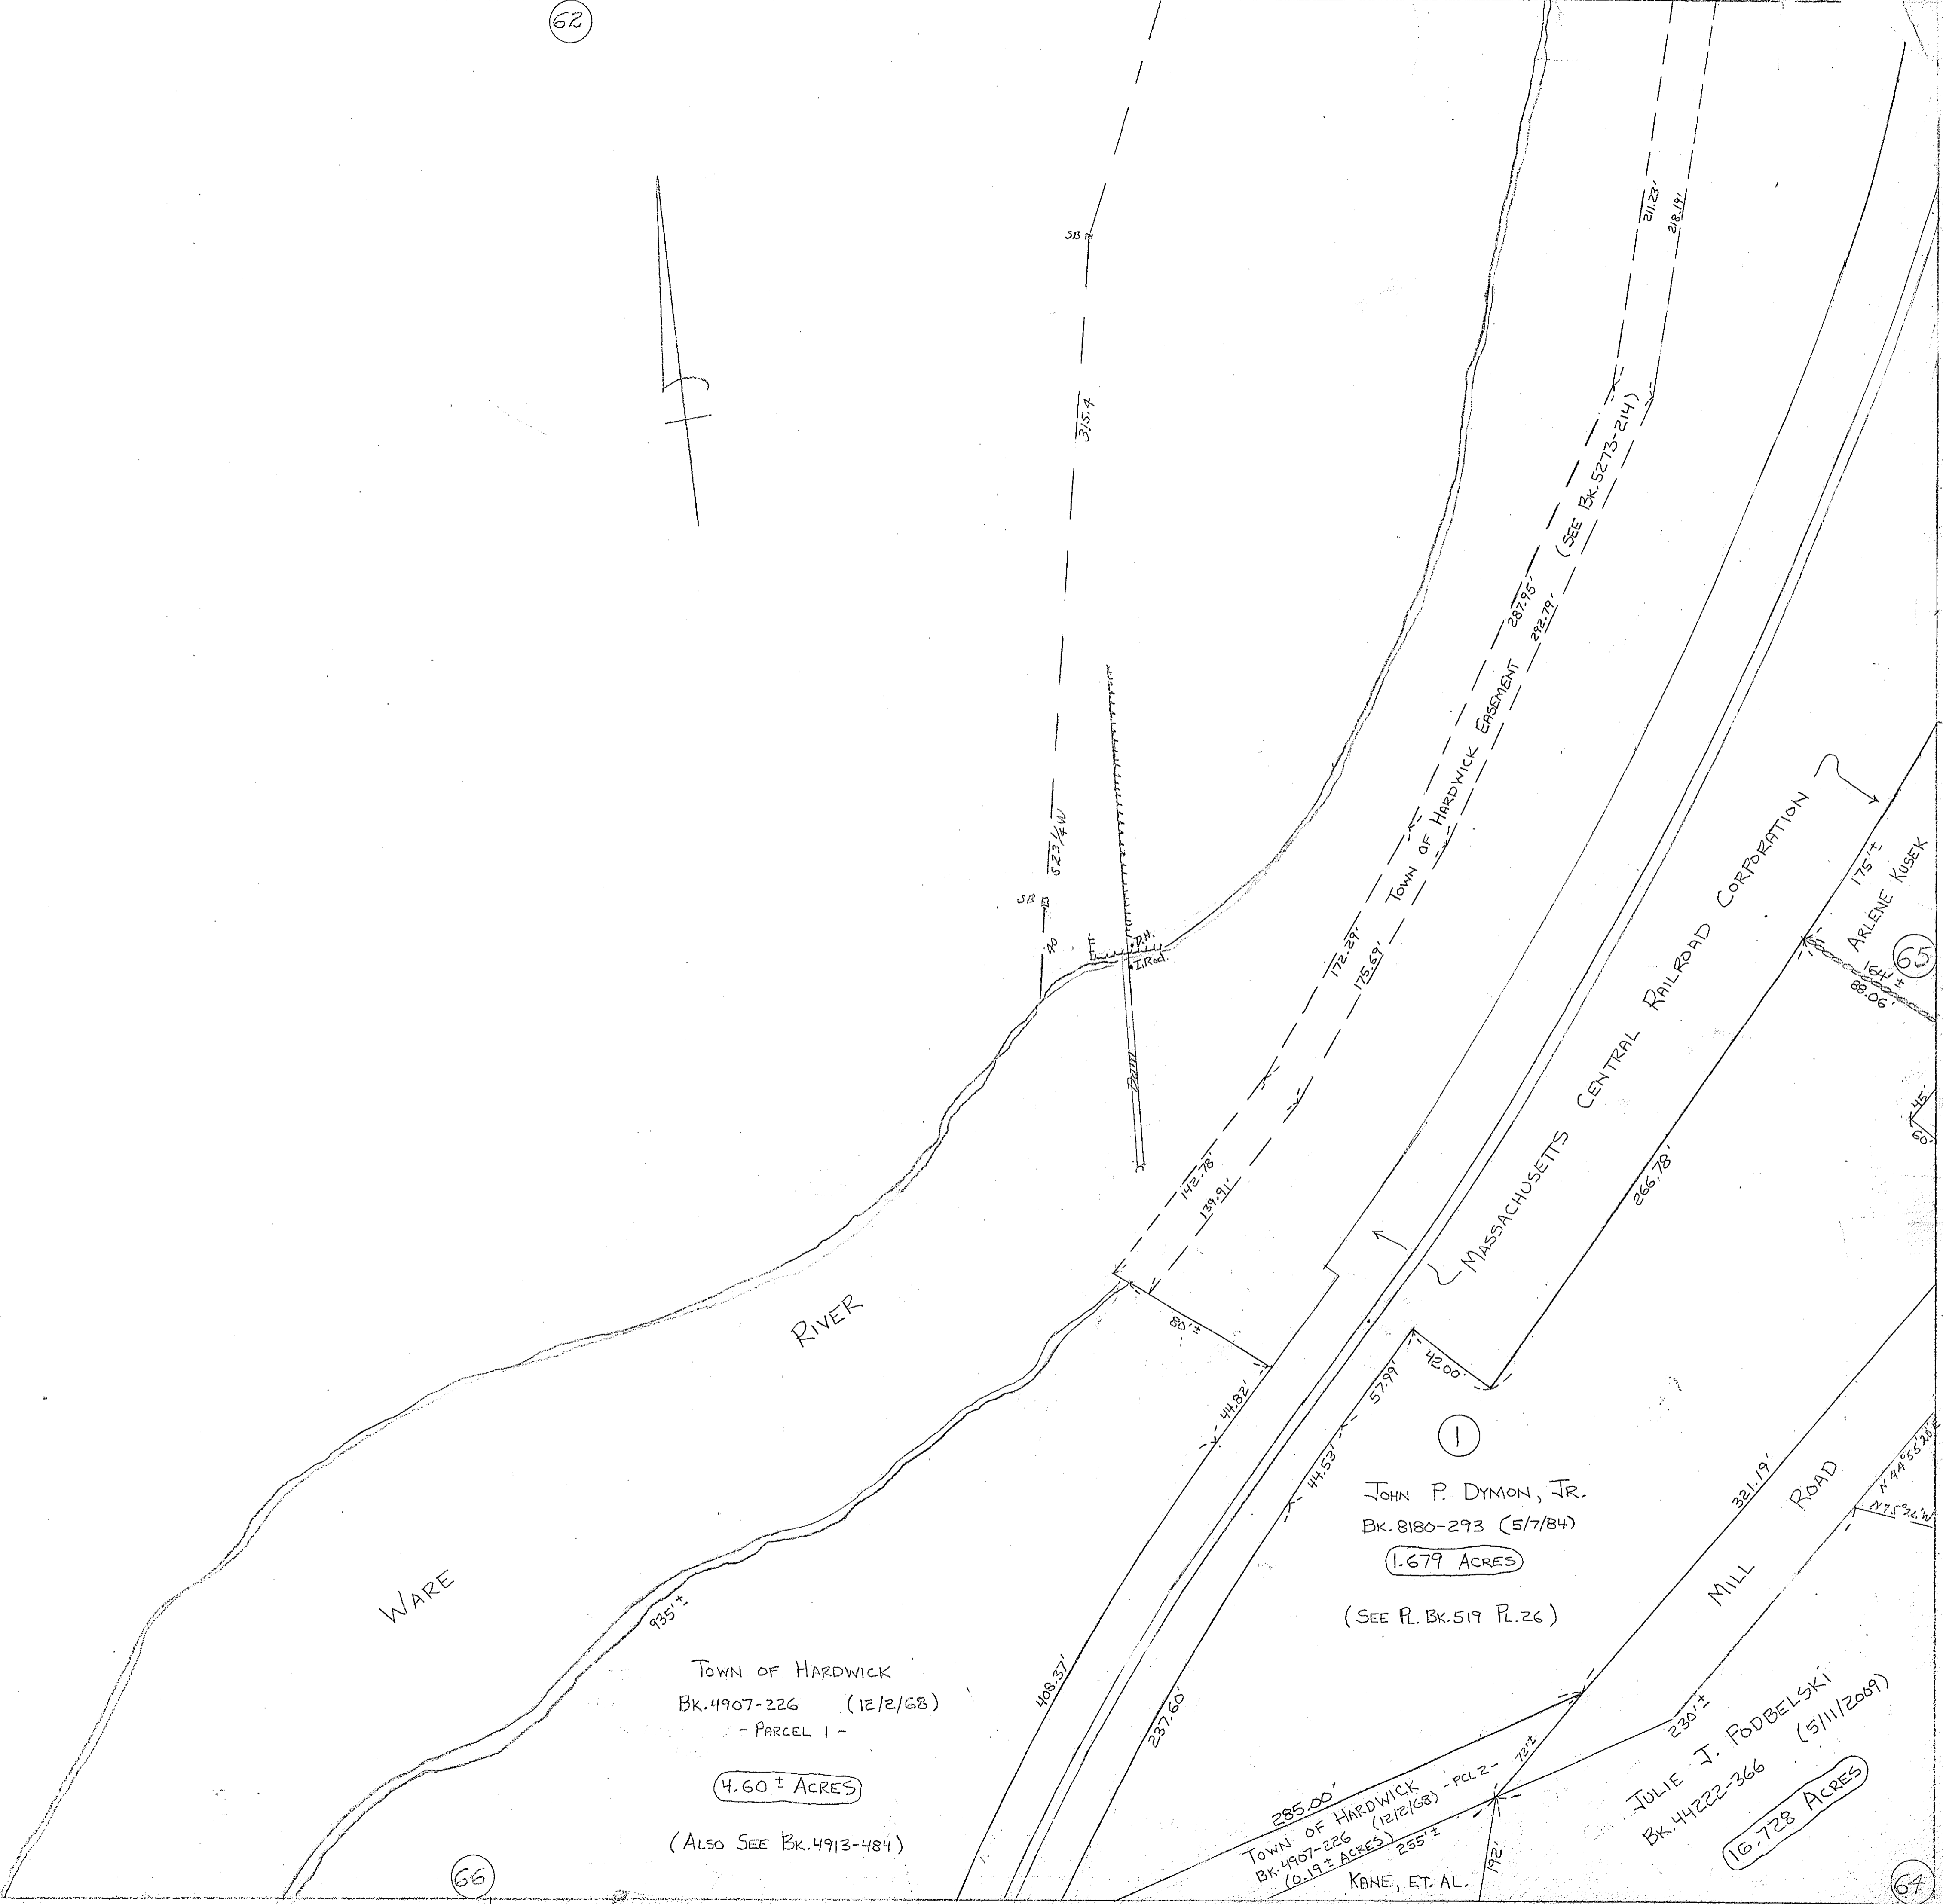 62
SB
315.4
S23 1/4 W
SB
D.H.
I.Rod.
211.23'
218.19'
(SEE BK.5273-214)
287.95'
292.79'
TOWN OF HARDWICK EASEMENT
172.29'
175.69'
142.78'
139.91'
80'±
MASSACHUSETTS CENTRAL RAILROAD CORPORATION
175'±
ARLENE KUSEK
65
164'±
88.06'
45'
60'
266.78'
RIVER
WARE
935'±
44.82'
57.99'
42.00'
44.53'
1
JOHN P. DYMON, JR.
BK.8180-293 (5/7/84)
1.679 ACRES
(SEE PL.BK.519 PL.26)
321.19'
MILL ROAD
N 44°55'20"E
TOWN OF HARDWICK
BK.4907-226 (12/2/68)
- PARCEL 1 -
4.60± ACRES
(ALSO SEE BK.4913-484)
66
408.37'
237.60'
285.00'
TOWN OF HARDWICK
BK.4907-226 (12/2/68) -PCL 2-
(0.19± ACRES)
72'±
255'±
KANE, ET. AL.
192'
230'±
JULIE J. PODBELSKI
BK.44222-366 (5/11/2009)
16.728 ACRES
64